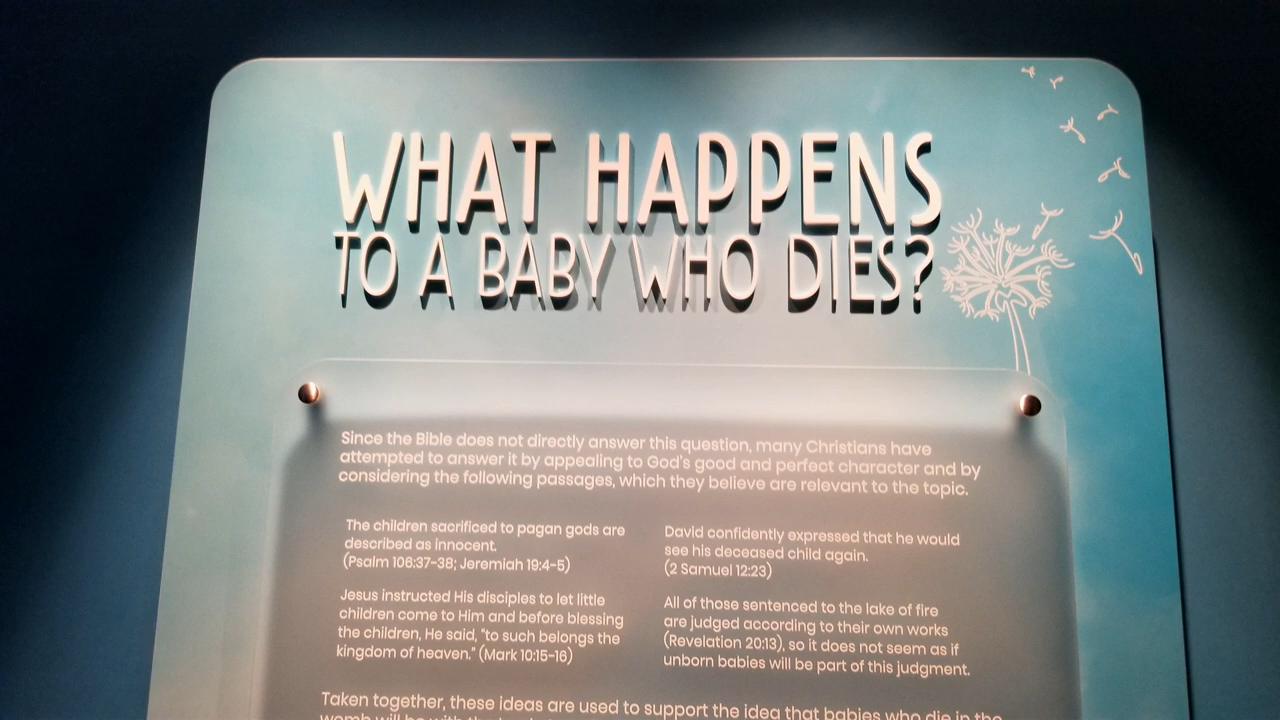 WHAT HAPPENS
TO A BABY WHO DIES?
Since the Bible does not directly answer this question, many Christians have
attempted to answer it by appealing to God's good and perfect character and by
considering the following passages, which they believe are relevant to the topic.
The children sacrificed to pagan gods are
described as innocent.
(Psalm 106:37-38; Jeremiah 19:4-5)
Jesus instructed His disciples to let little
children come to Him and before blessing
the children, He said, "to such belongs the
kingdom of heaven." (Mark 10:15-16)
David confidently expressed that he would
see his deceased child again.
(2 Samuel 12:23)
All of those sentenced to the lake of fire
are judged according to their own works
(Revelation 20:13), so it does not seem as if
unborn babies will be part of this judgment.
Taken together, these ideas are used to support the idea that babies who die in the
womb will be with the